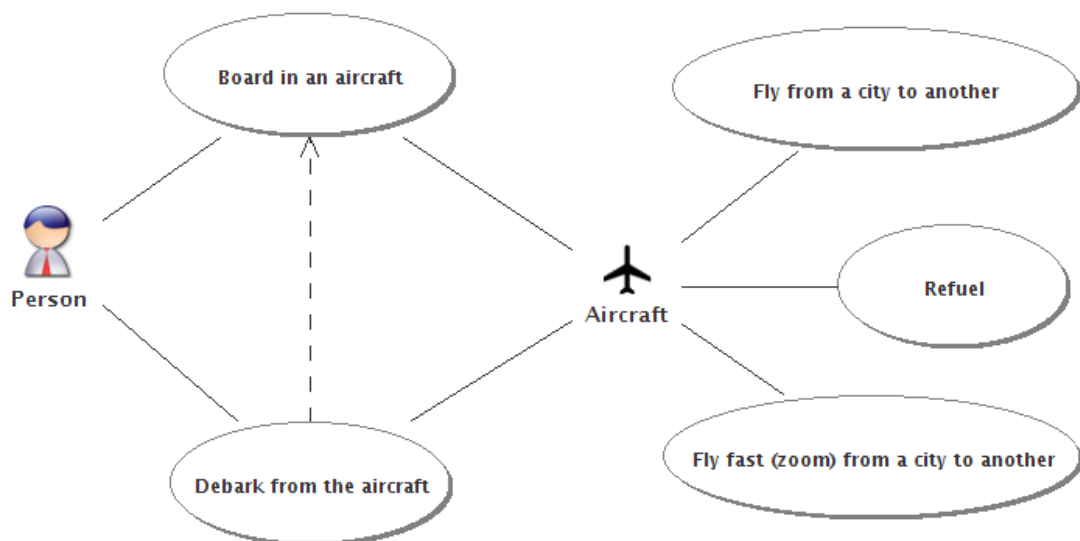 Board in an aircraft
Fly from a city to another
Person
Aircraft
Refuel
Debark from the aircraft
Fly fast (zoom) from a city to another